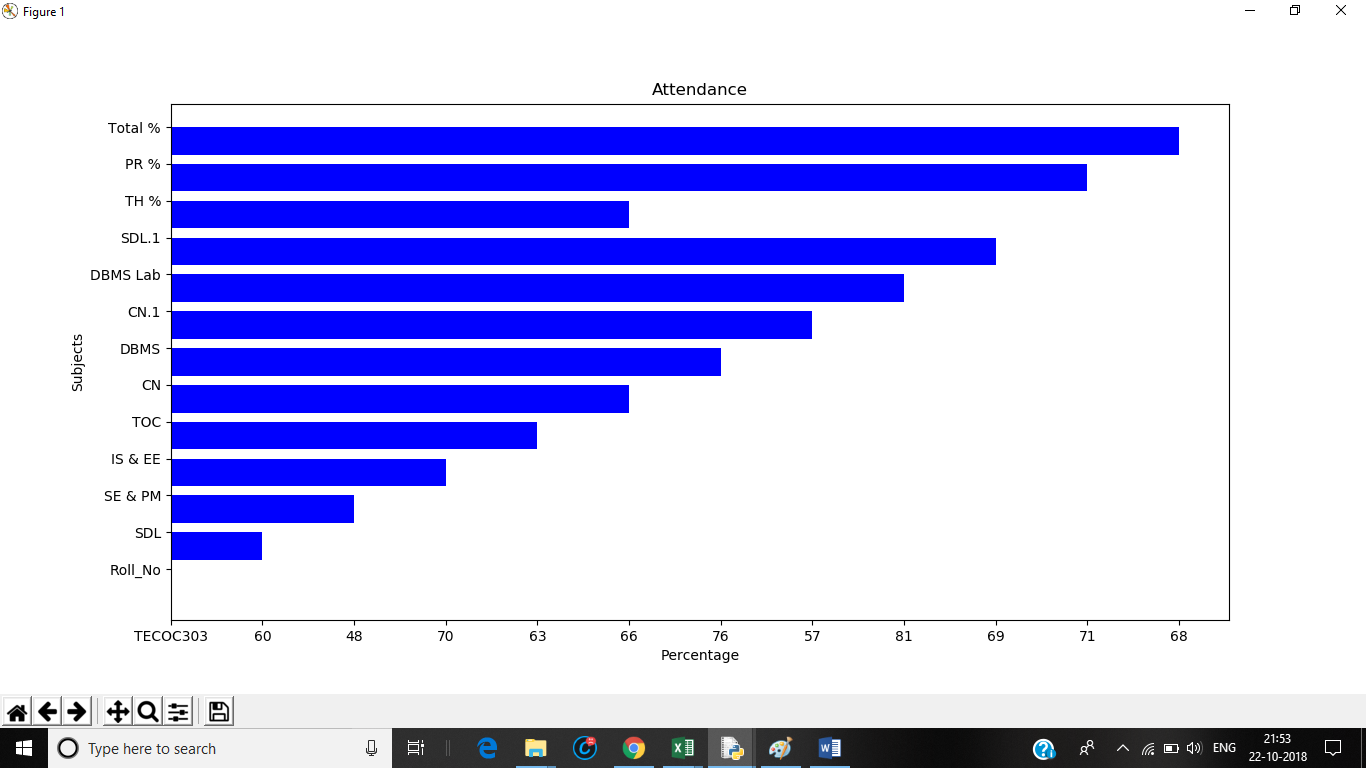 Figure 1
Attendance
Total %
PR %
TH %
SDL.1
DBMS Lab
CN.1
DBMS
CN
TOC
IS & EE
SE & PM
SDL
Roll_No
Subjects
TECOC303 60 48 70 63 66 76 57 81 69 71 68
Percentage
Type here to search
ENG
21:53
22-10-2018